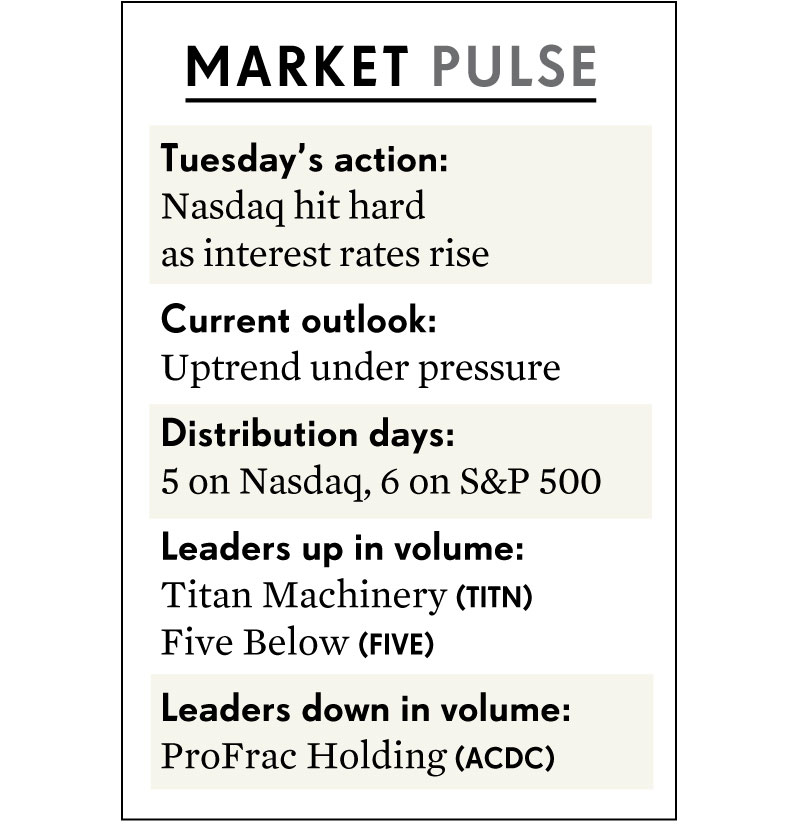 MARKET PULSE
Tuesday's action:
Nasdaq hit hard
as interest rates rise
Current outlook:
Uptrend under pressure
Distribution days:
5 on Nasdaq, 6 on S&P 500
Leaders up in volume:
Titan Machinery (TITN)
Five Below (FIVE)
Leaders down in volume:
ProFrac Holding (ACDC)